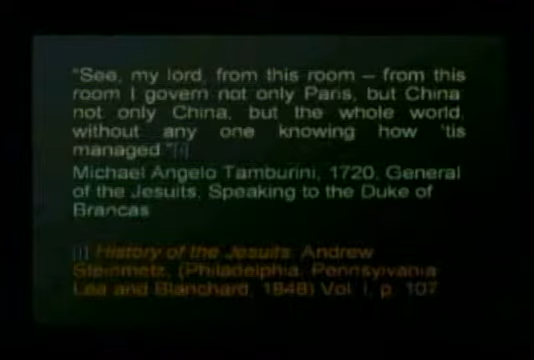 "See, my lord, from this room – from this
room I govern not only Paris, but China
not only China, but the whole world,
without any one knowing how 'tis
managed."[i]
Michael Angelo Tamburini, 1720, General
of the Jesuits, Speaking to the Duke of
Brancas
[i] History of the Jesuits, Andrew
Steinmetz, (Philadelphia, Pennsylvania
Lea and Blanchard, 1848) Vol. I, p. 107